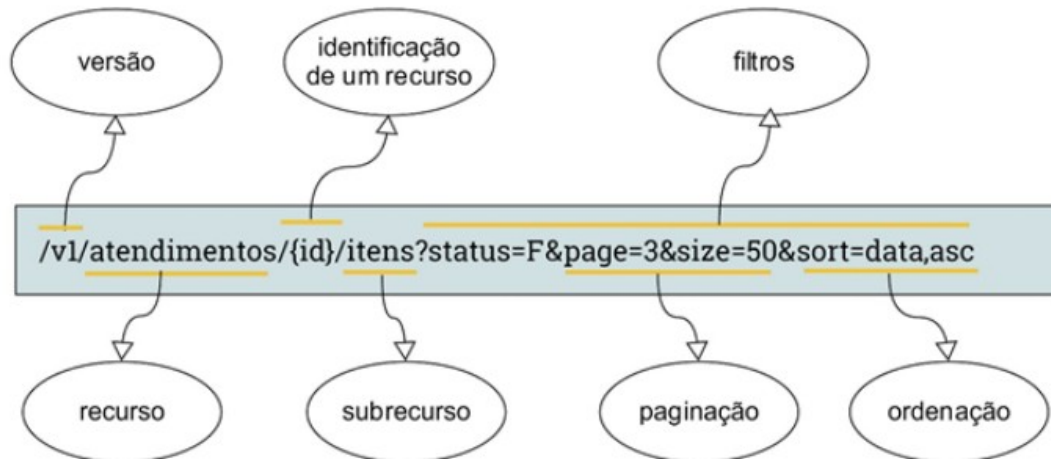 versão
identificação
de um recurso
filtros
/v1/atendimentos/{id}/itens?status=F&page=3&size=50&sort=data,asc
recurso
subrecurso
paginação
ordenação